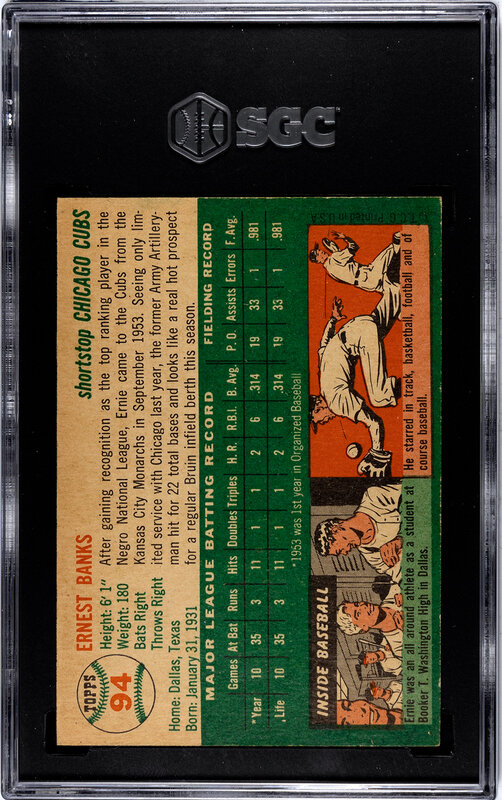 SGC
TOPPS
94
ERNEST BANKS
shortstop CHICAGO CUBS
Height: 6' 1"
Weight: 180
Bats Right
Throws Right
Home: Dallas, Texas
Born: January 31, 1931
After gaining recognition as the top ranking player in the
Negro National League, Ernie came to the Cubs from the
Kansas City Monarchs in September 1953. Seeing only lim-
ited service with Chicago last year, the former Army Artillery-
man hit for 22 total bases and looks like a real hot prospect
for a regular Bruin infield berth this season.
MAJOR LEAGUE BATTING RECORD FIELDING RECORD
Games At Bat Runs Hits Doubles Triples H. R. R.B.I. B. Avg. P. O. Assists Errors F. Avg.
*Year 10 35 3 11 1 1 2 6 .314 19 33 1 .981
Life 10 35 3 11 1 1 2 6 .314 19 33 1 .981
*1953 was 1st year in Organized Baseball
INSIDE BASEBALL
Ernie was an all around athlete as a student at
Booker T. Washington High in Dallas.
He starred in track, basketball, football and of
course baseball.
© T. C. G. Printed in U.S.A.